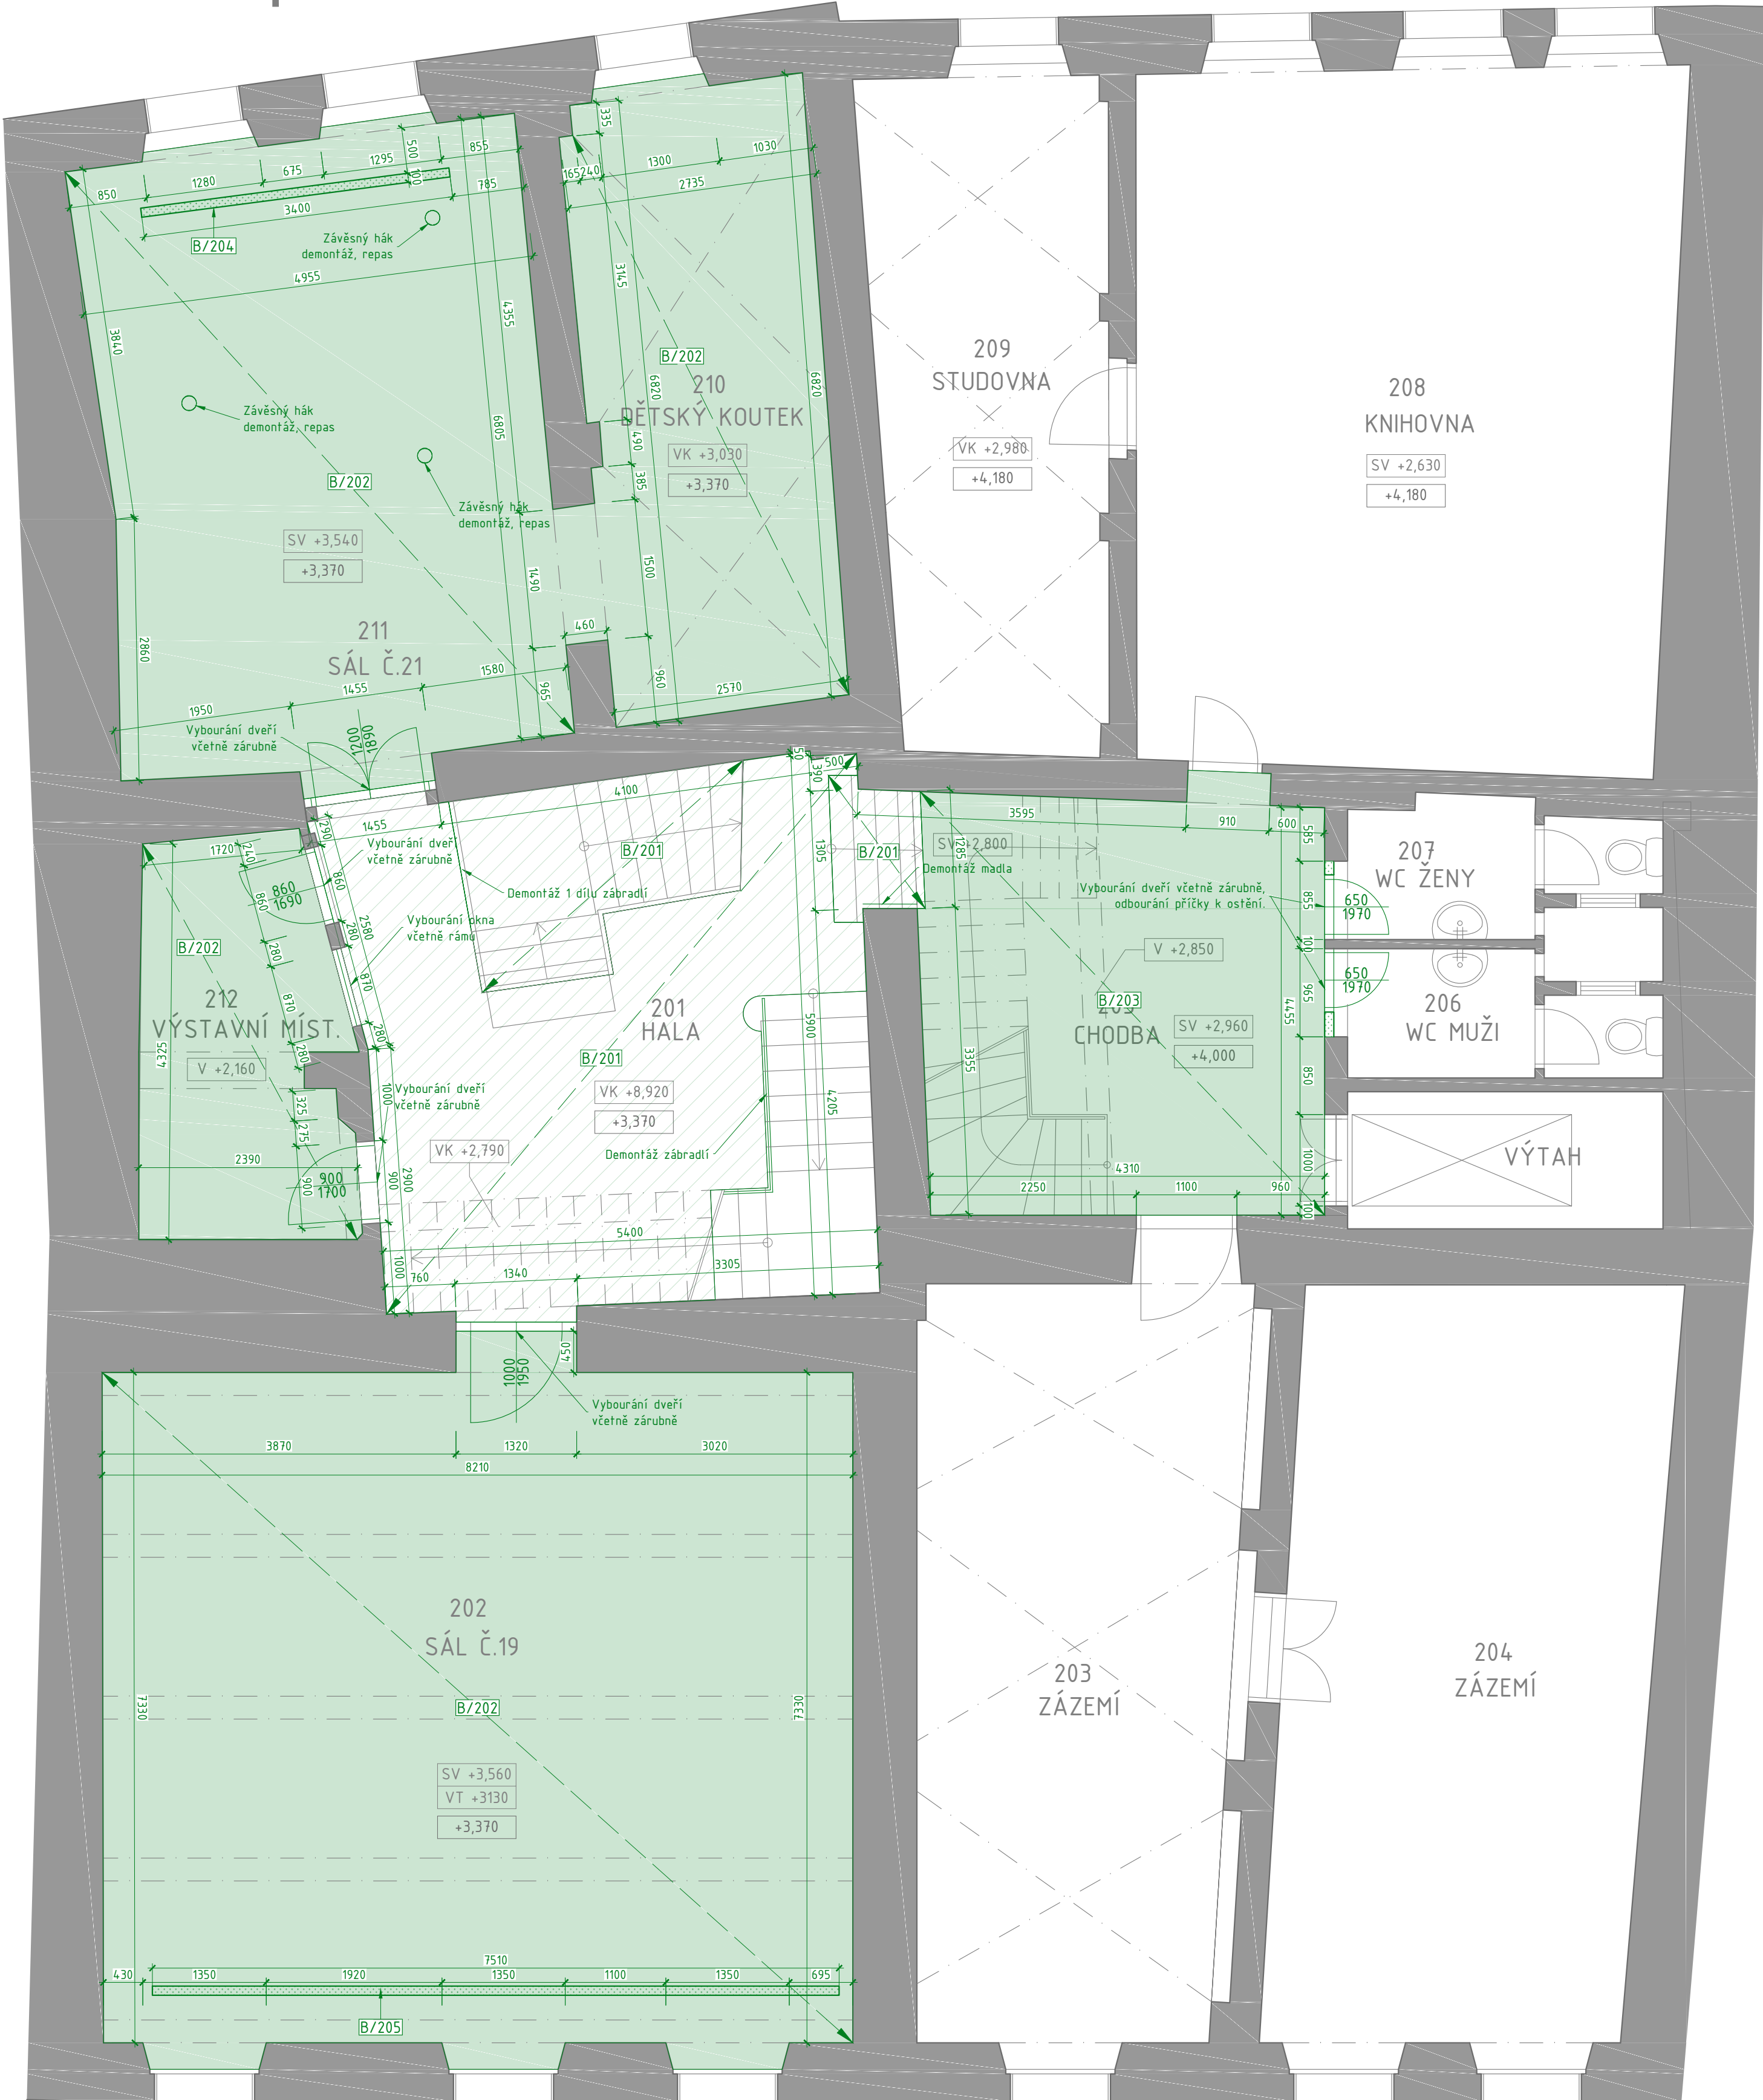 335
1300
1030
165
240
2735
500
855
1295
675
1280
850
100
785
3400
B/204
Závěsný hák
demontáž, repas
4955
3145
4355
3840
B/202
6820
6820
210
DĚTSKÝ KOUTEK
VK +3,030
+3,370
209
STUDOVNA
VK +2,980
+4,180
208
KNIHOVNA
SV +2,630
+4,180
Závěsný hák
demontáž, repas
6805
490
385
B/202
Závěsný hák
demontáž, repas
SV +3,540
+3,370
1490
1500
460
211
SÁL Č.21
2860
1580
1455
1950
965
960
2570
Vybourání dveří
včetně zárubně
1200
1890
50
390
500
4100
1455
290
3595
910
600
585
1720
240
Vybourání dveří
včetně zárubně
860
1690
860
860
B/201
1305
B/201
SV +2,800
1285
Demontáž madla
Demontáž 1 dílu zábradlí
Vybourání dveří včetně zárubně,
odbourání příčky k ostění.
855
650
1970
207
WC ŽENY
Vybourání okna
včetně rámu
2580
280
280
B/202
100
V +2,850
965
650
1970
212
VÝSTAVNÍ MÍST.
V +2,160
870
870
280
280
4325
201
HALA
B/201
VK +8,920
+3,370
5900
B/203
205
CHODBA
SV +2,960
+4,000
4455
206
WC MUŽI
3355
850
Vybourání dveří
včetně zárubně
1000
325
275
4205
Demontáž zábradlí
VK +2,790
2390
900
1700
900
900
2900
4310
2250
1100
960
1000
100
VÝTAH
5400
1000
760
1340
3305
450
1000
1950
Vybourání dveří
včetně zárubně
3870
1320
3020
8210
202
SÁL Č.19
7330
7330
B/202
SV +3,560
VT +3130
+3,370
203
ZÁZEMÍ
204
ZÁZEMÍ
7510
430
1350
1920
1350
1100
1350
695
B/205